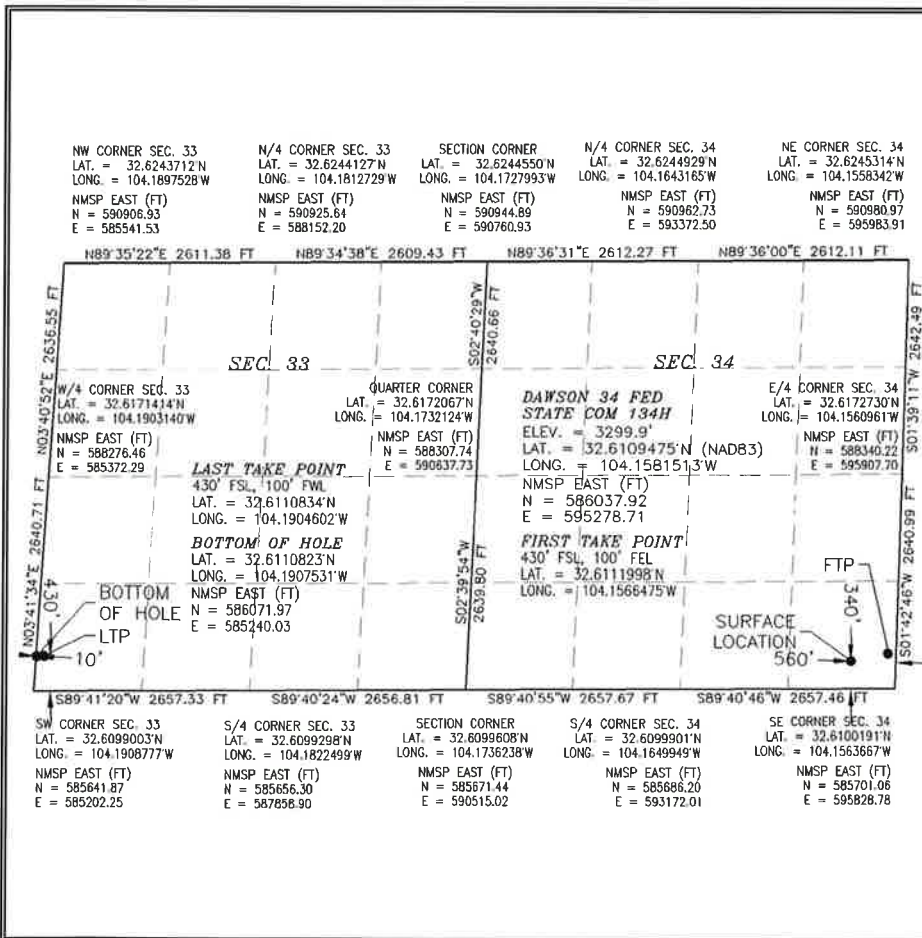 NW CORNER SEC. 33
LAT. = 32.6243712'N
LONG. = 104.1897528'W
NMSP EAST (FT)
N = 590906.93
E = 585541.53
N/4 CORNER SEC. 33
LAT. = 32.6244127'N
LONG. = 104.1812729'W
NMSP EAST (FT)
N = 590925.64
E = 588152.20
SECTION CORNER
LAT. = 32.6244550'N
LONG. = 104.1727993'W
NMSP EAST (FT)
N = 590944.89
E = 590760.93
N/4 CORNER SEC. 34
LAT. = 32.6244929'N
LONG. = 104.1643165'W
NMSP EAST (FT)
N = 590962.73
E = 593372.50
NE CORNER SEC. 34
LAT. = 32.6245314'N
LONG. = 104.1558342'W
NMSP EAST (FT)
N = 590980.97
E = 595983.91
N89°35'22"E 2611.38 FT
N89°34'38"E 2609.43 FT
N89°36'31"E 2612.27 FT
N89°36'00"E 2612.11 FT
N03°40'52"E 2636.55 FT
S02°40'29"W
2640.66 FT
S01°39'11"W 2642.49 FT
SEC. 33
SEC. 34
W/4 CORNER SEC. 33
LAT. = 32.6171414'N
LONG. = 104.1903140'W
NMSP EAST (FT)
N = 588276.46
E = 585372.29
QUARTER CORNER
LAT. = 32.6172067'N
LONG. = 104.1732124'W
NMSP EAST (FT)
N = 588307.74
E = 590637.73
DAWSON 34 FED
STATE COM 134H
ELEV. = 3299.9'
LAT. = 32.6109475'N (NAD83)
LONG. = 104.1581513'W
NMSP EAST (FT)
N = 586037.92
E = 595278.71
E/4 CORNER SEC. 34
LAT. = 32.6172730'N
LONG. = 104.1560961'W
NMSP EAST (FT)
N = 588340.22
E = 595907.70
LAST TAKE POINT
430' FSL, 100' FWL
LAT. = 32.6110834'N
LONG. = 104.1904602'W
BOTTOM OF HOLE
LAT. = 32.6110823'N
LONG. = 104.1907531'W
NMSP EAST (FT)
N = 586071.97
E = 585240.03
FIRST TAKE POINT
430' FSL, 100' FEL
LAT. = 32.6111998'N
LONG. = 104.1566475'W
N03°41'34"E 2640.71 FT
S02°39'54"W
2639.80 FT
S01°42'46"W 2640.99 FT
430'
BOTTOM
OF HOLE
LTP
10'
FTP
340'
SURFACE
LOCATION
560'
S89°41'20"W 2657.33 FT
S89°40'24"W 2656.81 FT
S89°40'55"W 2657.67 FT
S89°40'46"W 2657.46 FT
SW CORNER SEC. 33
LAT. = 32.6099003'N
LONG. = 104.1908777'W
NMSP EAST (FT)
N = 585641.87
E = 585202.25
S/4 CORNER SEC. 33
LAT. = 32.6099298'N
LONG. = 104.1822499'W
NMSP EAST (FT)
N = 585656.30
E = 587858.90
SECTION CORNER
LAT. = 32.6099608'N
LONG. = 104.1736238'W
NMSP EAST (FT)
N = 585671.44
E = 590515.02
S/4 CORNER SEC. 34
LAT. = 32.6099901'N
LONG. = 104.1649949'W
NMSP EAST (FT)
N = 585686.20
E = 593172.01
SE CORNER SEC. 34
LAT. = 32.6100191'N
LONG. = 104.1563667'W
NMSP EAST (FT)
N = 585701.06
E = 595828.78